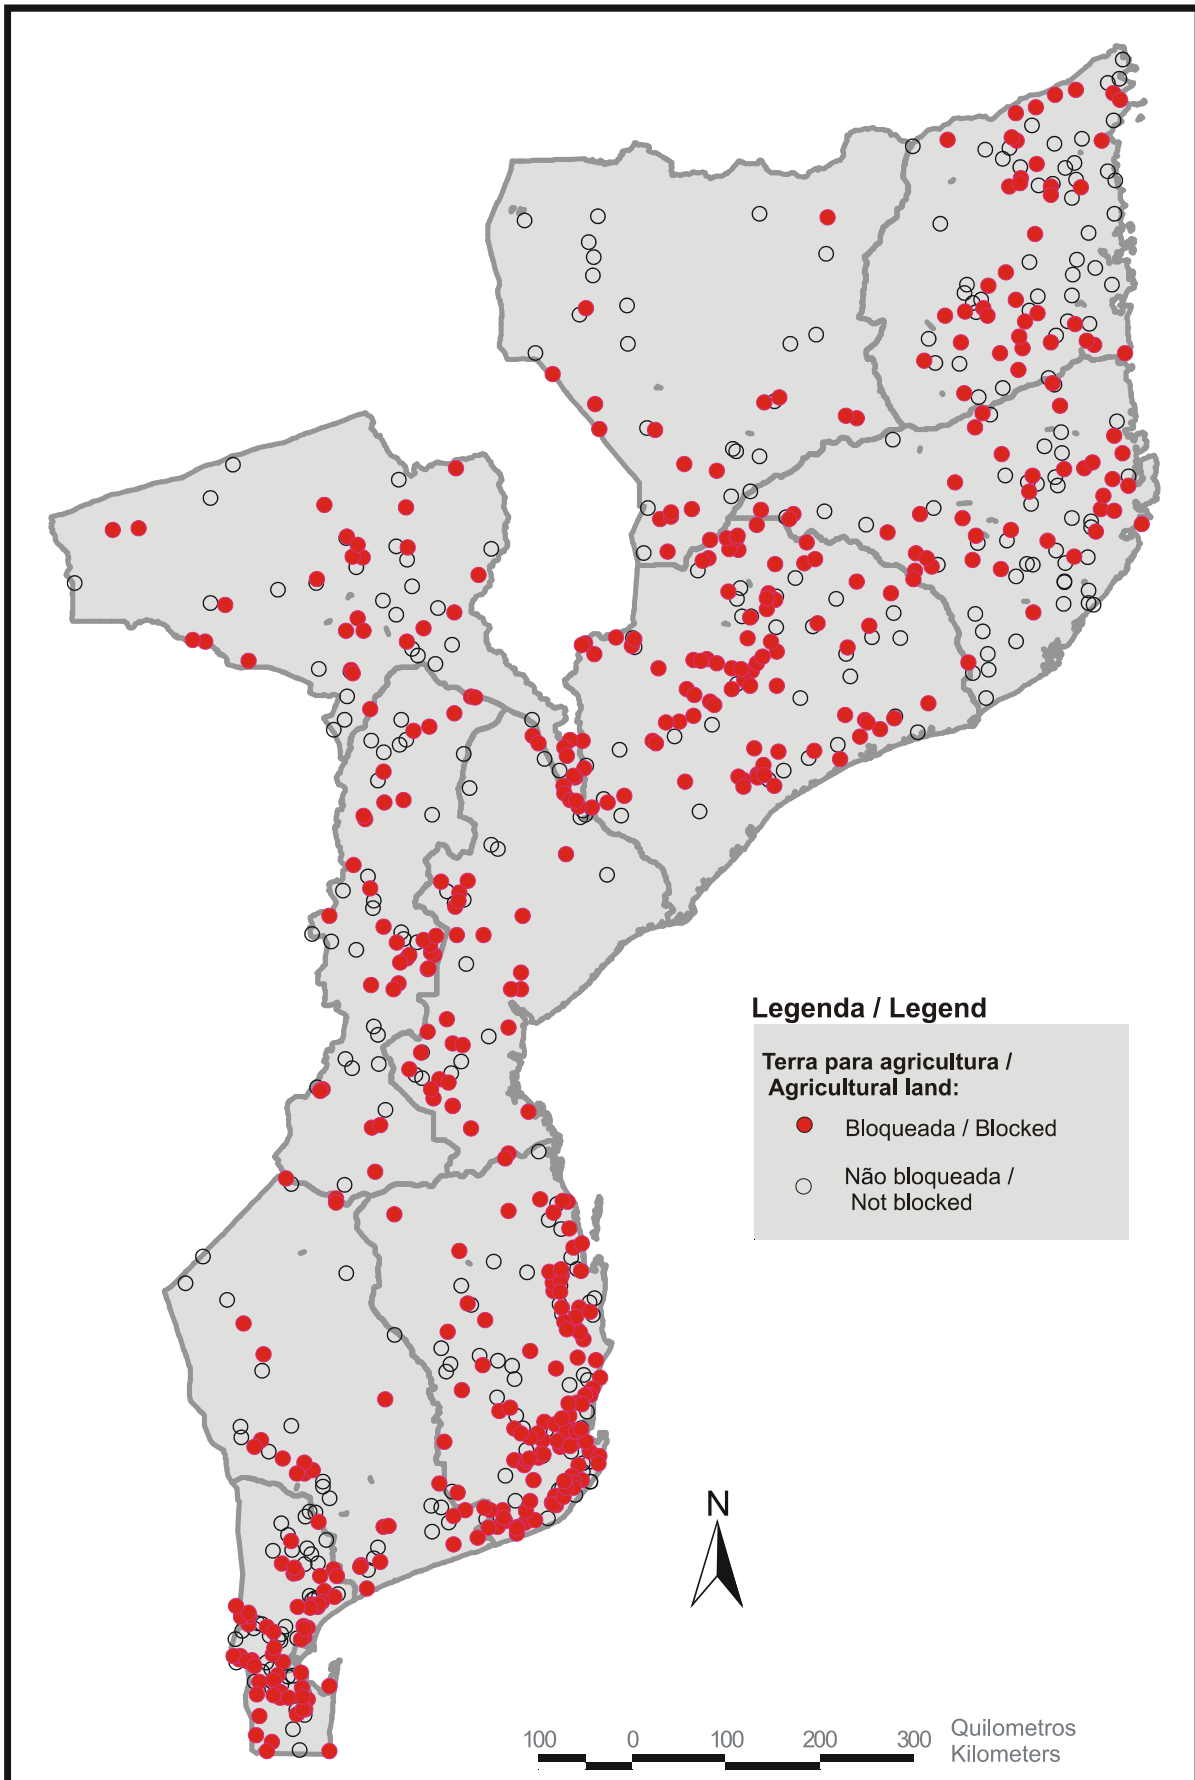 Legenda / Legend
Terra para agricultura /
Agricultural land:
Bloqueada / Blocked
Não bloqueada /
Not blocked
N
100 0 100 200 300 Quilometros
Kilometers